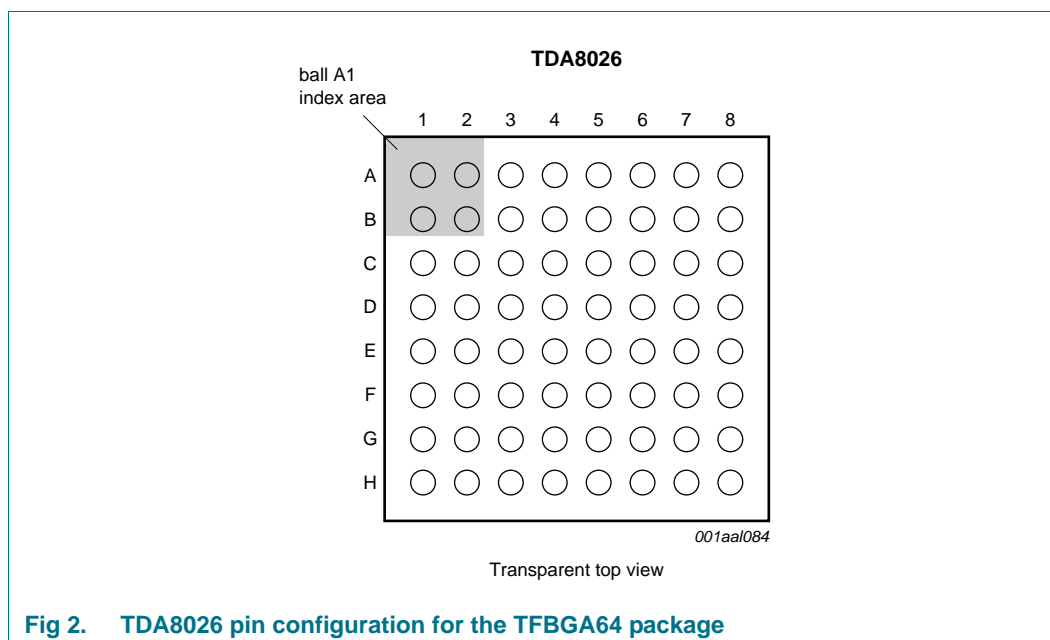 TDA8026
ball A1
index area
1 2 3 4 5 6 7 8
A
B
C
D
E
F
G
H
001aal084
Transparent top view
Fig 2. TDA8026 pin configuration for the TFBGA64 package